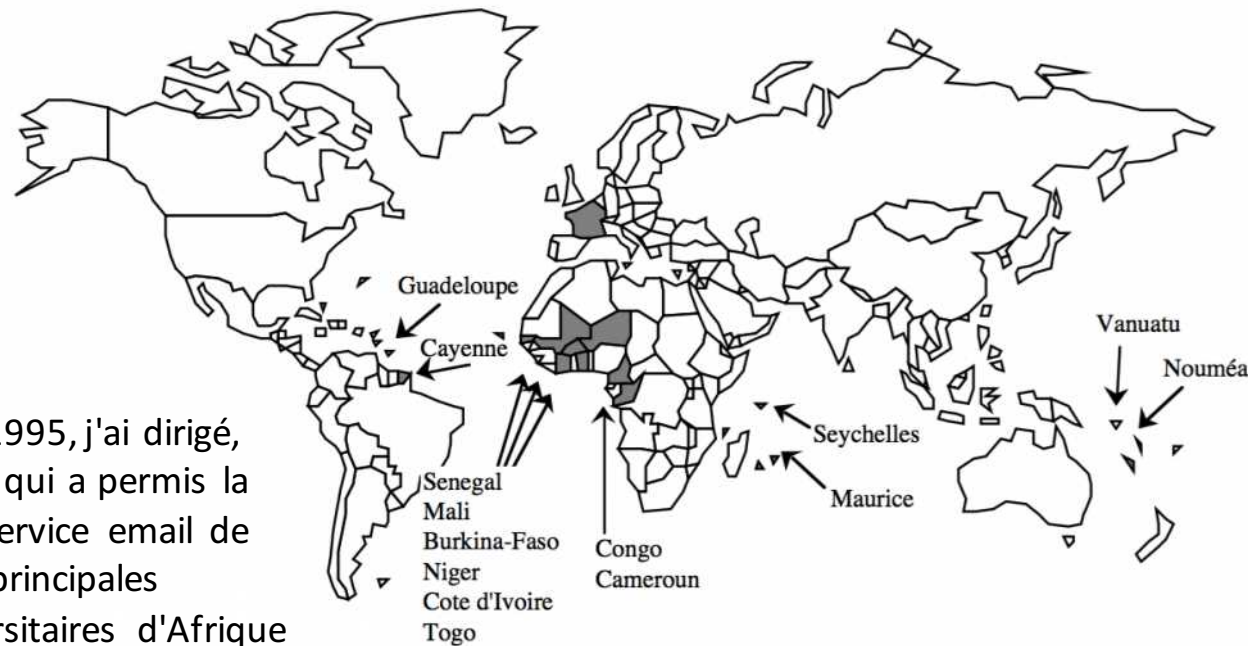 Guadeloupe
Cayenne
Vanuatu
Nouméa
Seychelles
Maurice
1995, j'ai dirigé,
qui a permis la
ervice email de
principales
rsitaires d'Afrique
Senegal
Mali
Burkina-Faso
Niger
Cote d'Ivoire
Togo
Congo
Cameroun